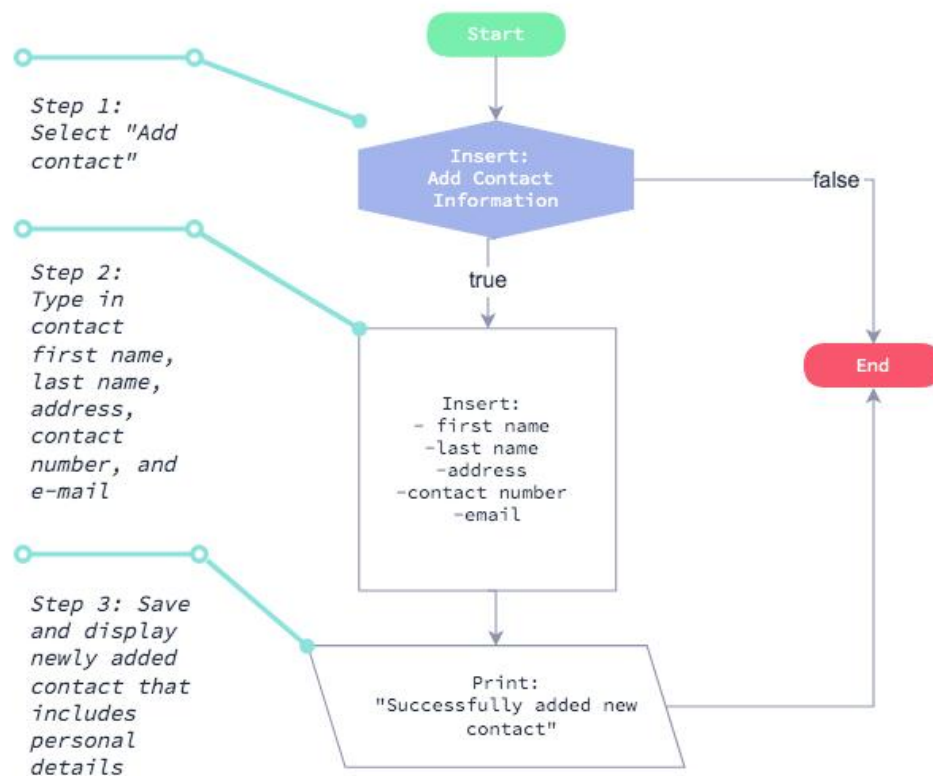 Start
Step 1:
Select "Add
contact"
Insert:
Add Contact
Information
false
true
Step 2:
Type in
contact
first name,
last name,
address,
contact
number, and
e-mail
End
Insert:
- first name
-last name
-address
-contact number
-email
Step 3: Save
and display
newly added
contact that
includes
personal
details
Print:
"Successfully added new
contact"